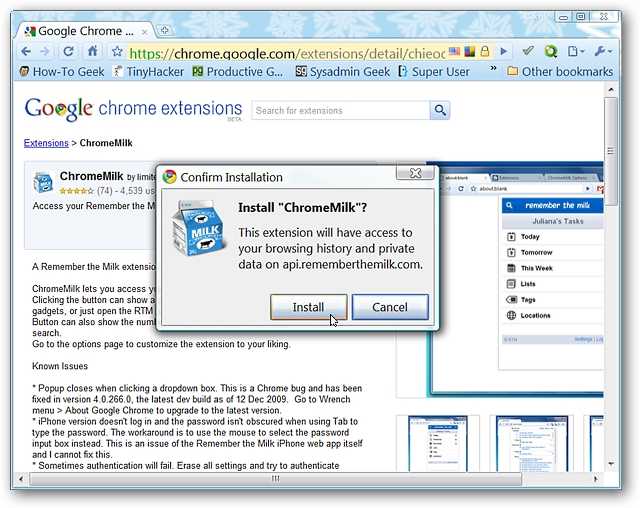 Google Chrome ...
https://chrome.google.com/extensions/detail/chieoc
How-To Geek TinyHacker Productive G... Sysadmin Geek Super User » Other bookmarks
Google chrome extensions
BETA
Search for extensions
Extensions > ChromeMilk
ChromeMilk by limite
(74) - 4,539 us
Access your Remember the M
Confirm Installation
Install "ChromeMilk"?
This extension will have access to
your browsing history and private
data on api.rememberthemilk.com.
MILK
Install Cancel
about:blank
remember the milk
Juliana's Tasks
Today
Tomorrow
This Week
Lists
Tags
Locations
Settings
A Remember the Milk extensio
ChromeMilk lets you access yo
Clicking the button can show a
gadgets, or just open the RTM
Button can also show the numb
search.
Go to the options page to customize the extension to your liking.
Known Issues
* Popup closes when clicking a dropdown box. This is a Chrome bug and has been
fixed in version 4.0.266.0, the latest dev build as of 12 Dec 2009. Go to Wrench
menu > About Google Chrome to upgrade to the latest version.
* iPhone version doesn't log in and the password isn't obscured when using Tab to
type the password. The workaround is to use the mouse to select the password
input box instead. This is an issue of the Remember the Milk iPhone web app itself
and I cannot fix this.
* Sometimes authentication will fail. Erase all settings and try to authenticate